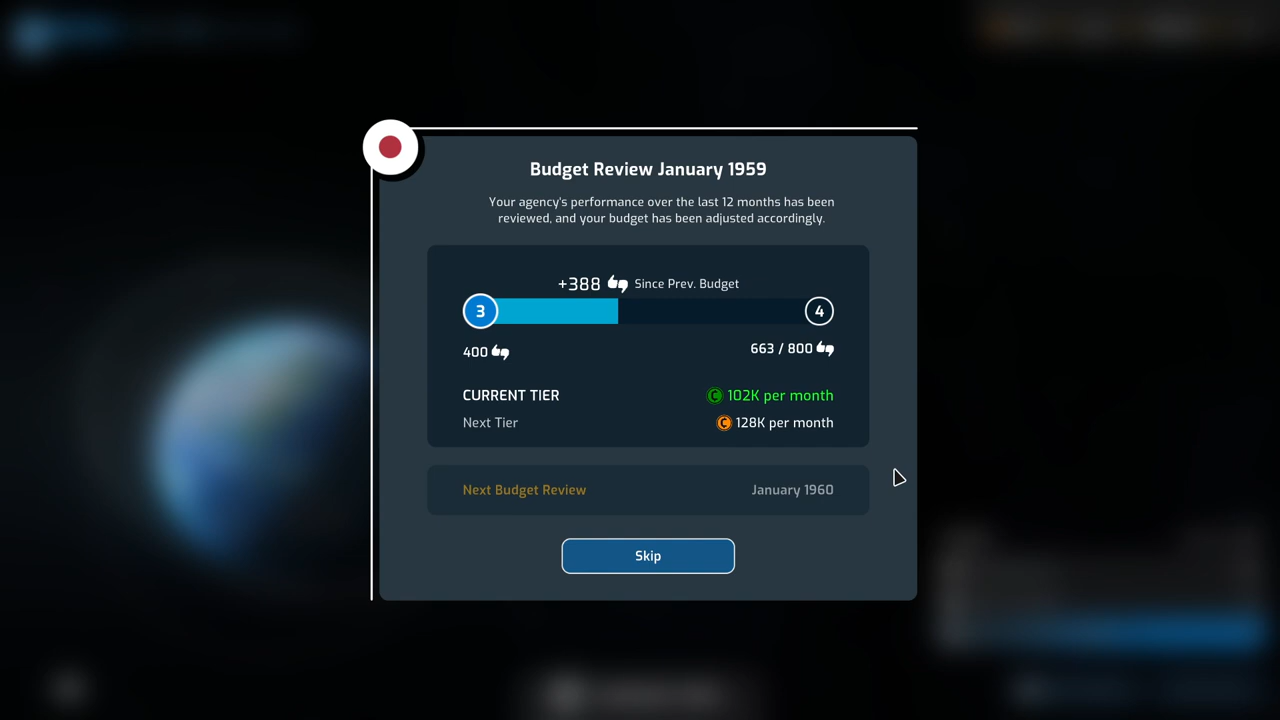 Budget Review January 1959
Your agency's performance over the last 12 months has been
reviewed, and your budget has been adjusted accordingly.
+388 Since Prev. Budget
3
4
400
663 / 800
CURRENT TIER
102K per month
Next Tier
128K per month
Next Budget Review
January 1960
Skip